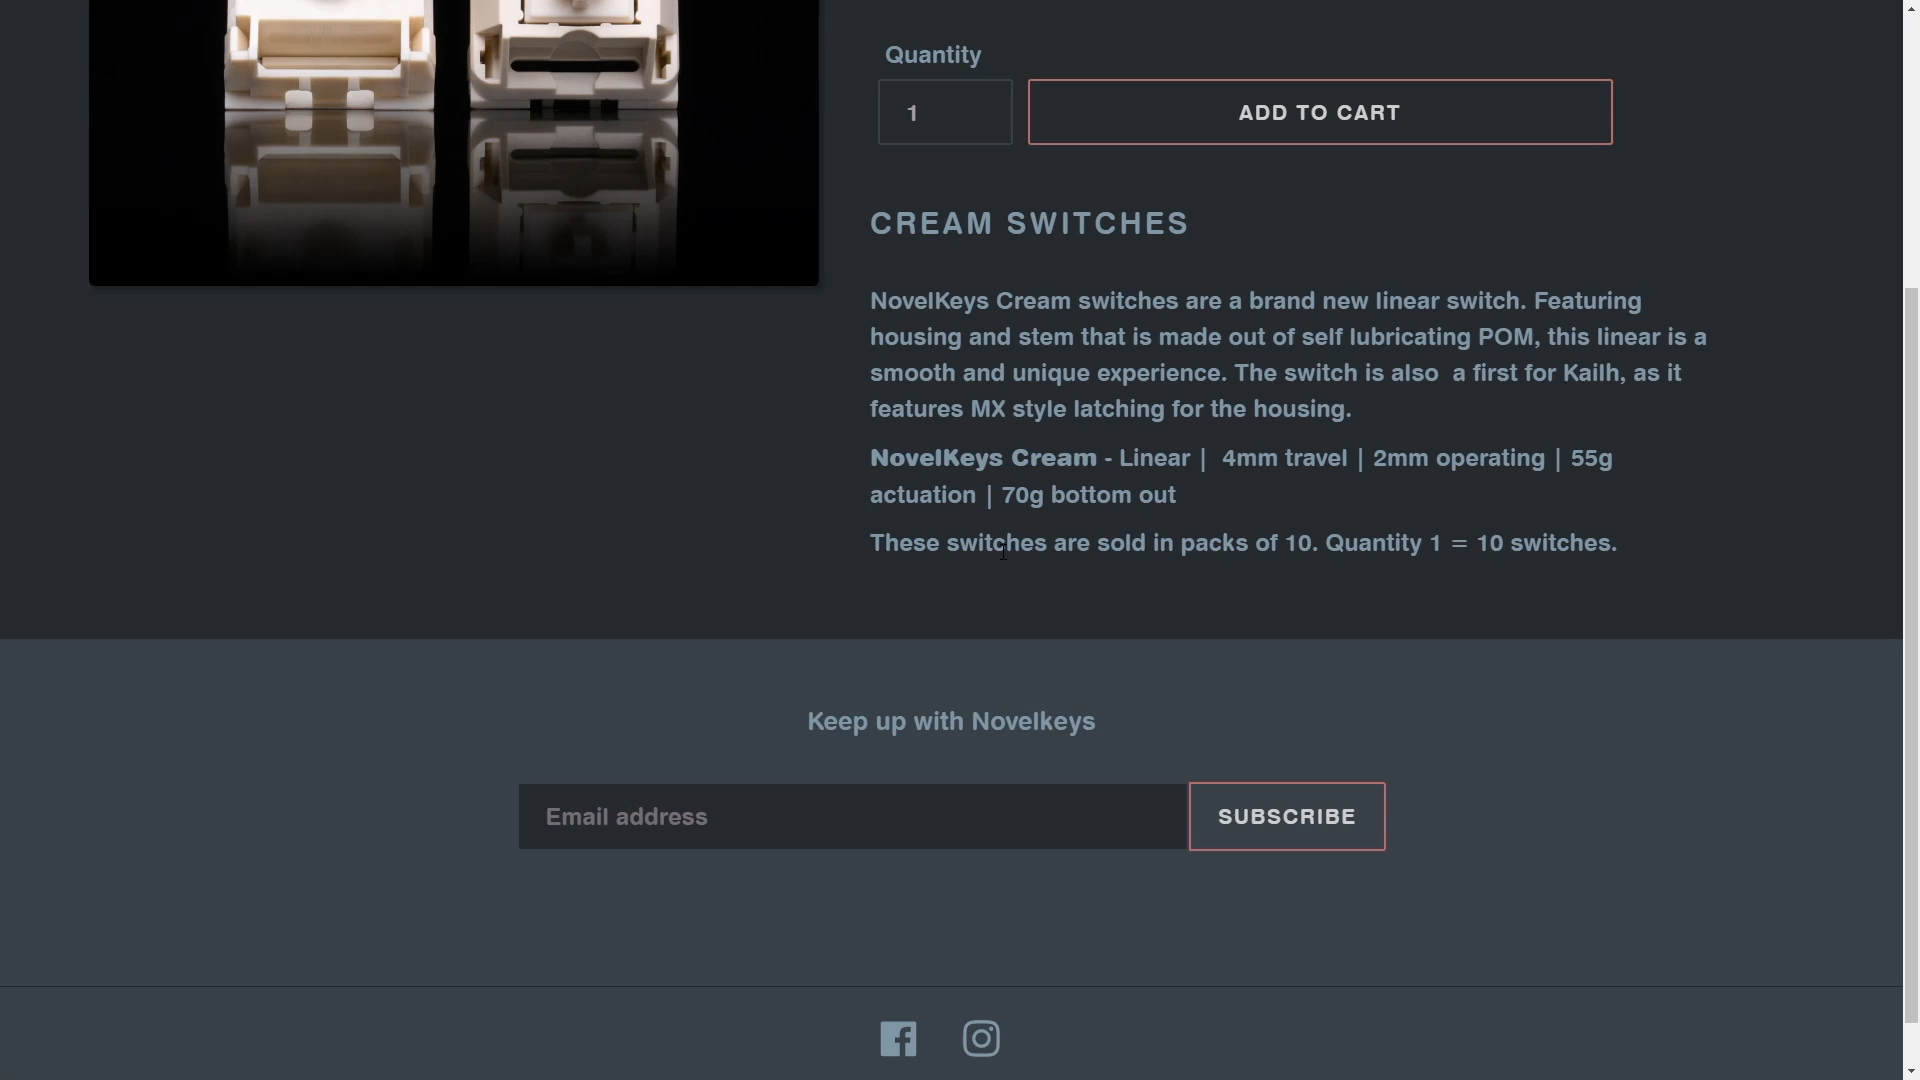 Quantity
1
ADD TO CART
CREAM SWITCHES
NovelKeys Cream switches are a brand new linear switch. Featuring
housing and stem that is made out of self lubricating POM, this linear is a
smooth and unique experience. The switch is also  a first for Kailh, as it
features MX style latching for the housing.
NovelKeys Cream - Linear |  4mm travel | 2mm operating | 55g
actuation | 70g bottom out
These switches are sold in packs of 10. Quantity 1 = 10 switches.
Keep up with Novelkeys
Email address
SUBSCRIBE